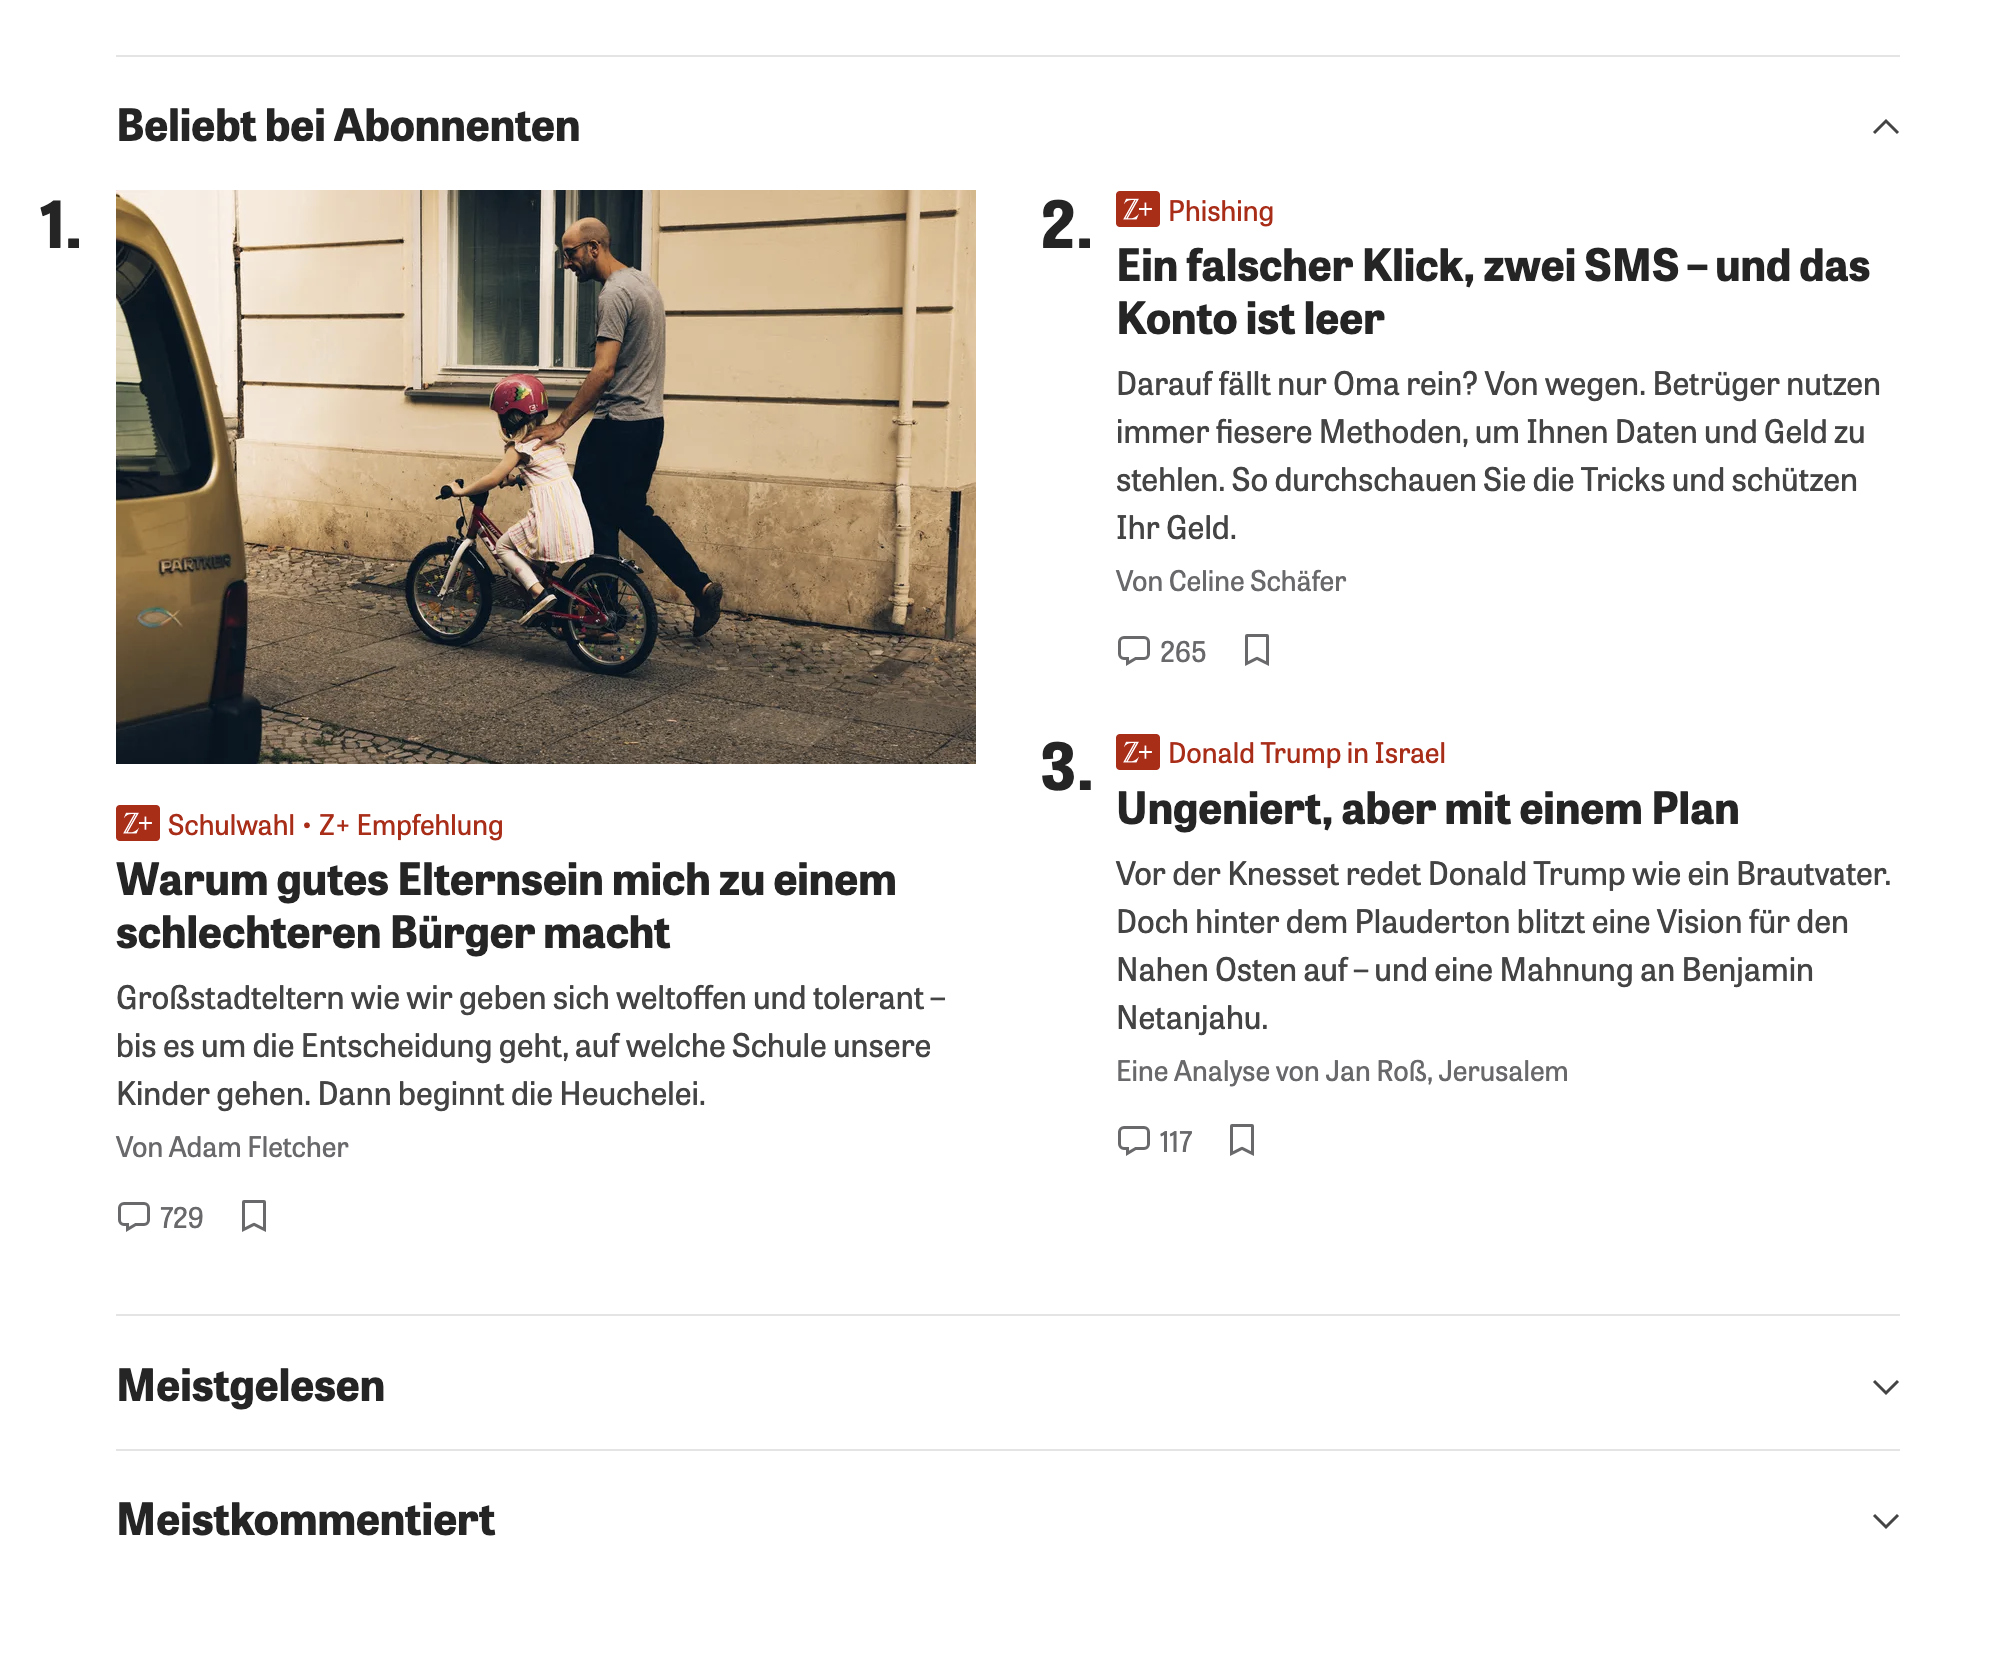 Beliebt bei Abonnenten
1.
PARTNER
Z+ Schulwahl • Z+ Empfehlung
Warum gutes Elternsein mich zu einem
schlechteren Bürger macht
Großstadteltern wie wir geben sich weltoffen und tolerant –
bis es um die Entscheidung geht, auf welche Schule unsere
Kinder gehen. Dann beginnt die Heuchelei.
Von Adam Fletcher
729
2.
Z+ Phishing
Ein falscher Klick, zwei SMS – und das
Konto ist leer
Darauf fällt nur Oma rein? Von wegen. Betrüger nutzen
immer fiesere Methoden, um Ihnen Daten und Geld zu
stehlen. So durchschauen Sie die Tricks und schützen
Ihr Geld.
Von Celine Schäfer
265
3.
Z+ Donald Trump in Israel
Ungeniert, aber mit einem Plan
Vor der Knesset redet Donald Trump wie ein Brautvater.
Doch hinter dem Plauderton blitzt eine Vision für den
Nahen Osten auf – und eine Mahnung an Benjamin
Netanjahu.
Eine Analyse von Jan Roß, Jerusalem
117
Meistgelesen
Meistkommentiert